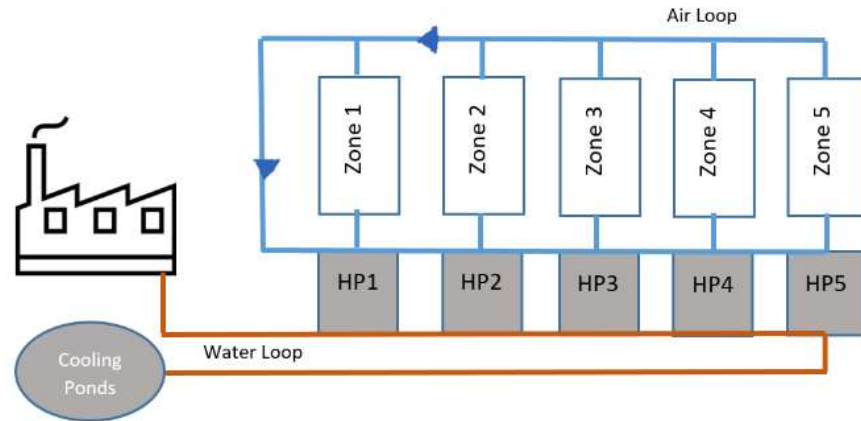 Air Loop
Zone 1
Zone 2
Zone 3
Zone 4
Zone 5
HP1
HP2
HP3
HP4
HP5
Water Loop
Cooling
Ponds